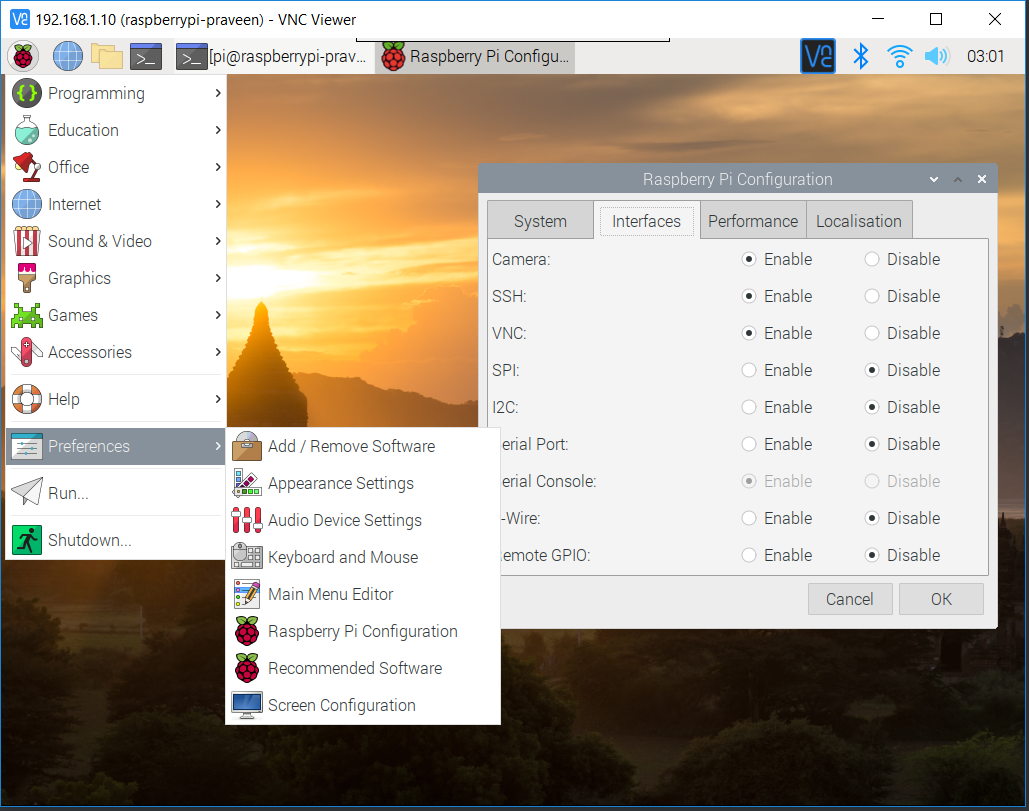 192.168.1.10 (raspberrypi-praveen) - VNC Viewer
[pi@raspberrypi-prav... Raspberry Pi Configu... 03:01
Programming
Education
Office
Internet
Sound & Video
Graphics
Games
Accessories
Help
Preferences
Run...
Shutdown...
Add / Remove Software
Appearance Settings
Audio Device Settings
Keyboard and Mouse
Main Menu Editor
Raspberry Pi Configuration
Recommended Software
Screen Configuration
Raspberry Pi Configuration
System Interfaces Performance Localisation
Camera: Enable Disable
SSH: Enable Disable
VNC: Enable Disable
SPI: Enable Disable
I2C: Enable Disable
erial Port: Enable Disable
erial Console: Enable Disable
-Wire: Enable Disable
emote GPIO: Enable Disable
Cancel OK